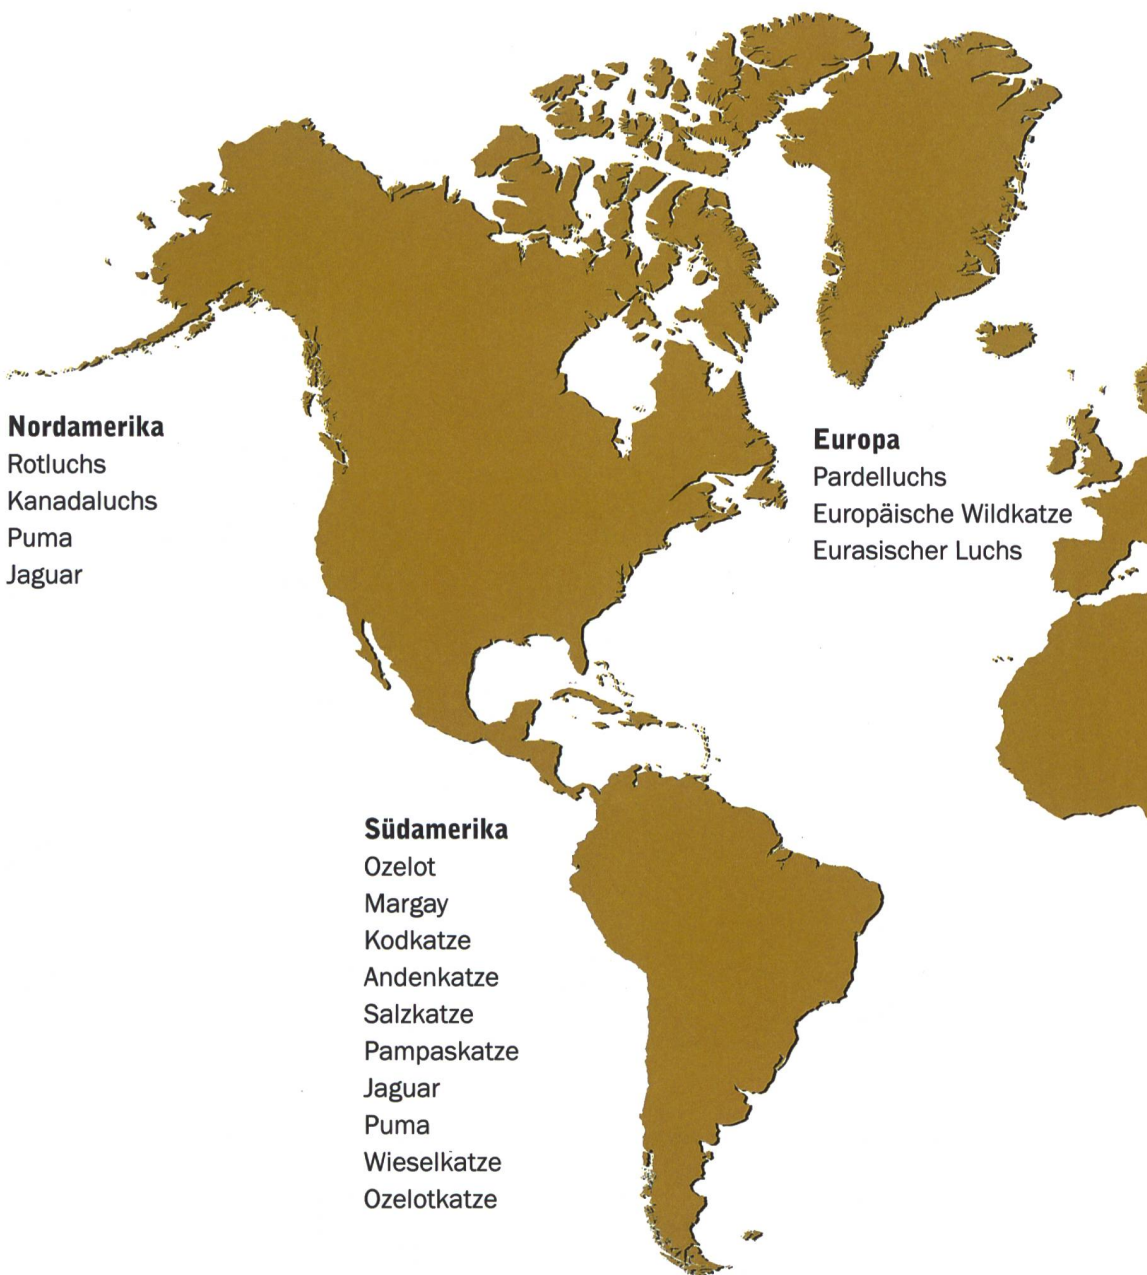 Nordamerika
Rotluchs
Kanadaluchs
Puma
Jaguar
Europa
Pardelluchs
Europäische Wildkatze
Eurasischer Luchs
Südamerika
Ozelot
Margay
Kodkatze
Andenkatze
Salzkatze
Pampaskatze
Jaguar
Puma
Wieselkatze
Ozelotkatze